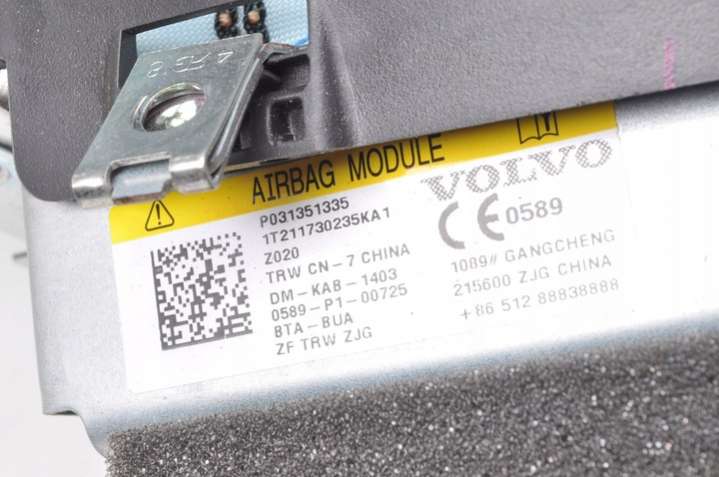 AIRBAG MODULE
P031351335
1T211730235KA1
Z020
TRW CN-7 CHINA
DM-KAB-1403
0589-P1-00725
BTA-BUA
ZF TRW ZJG
VOLVO
CE 0589
1089# GANGCHENG
215600 ZJG CHINA
+86 512 88838888